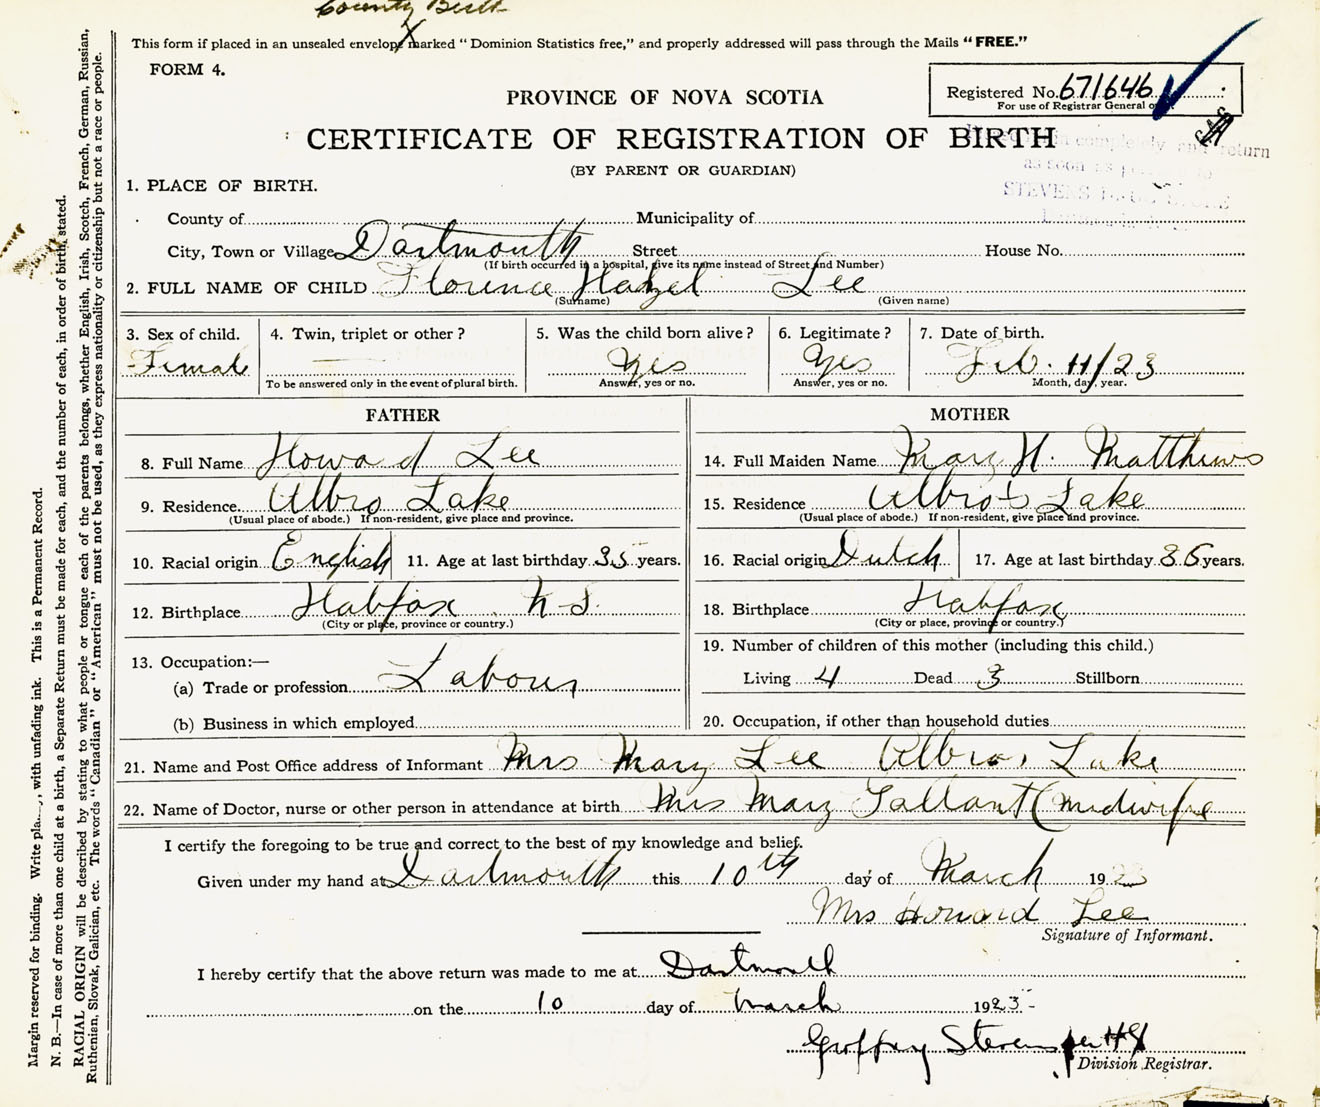 County Birth
This form if placed in an unsealed envelope marked "Dominion Statistics free," and properly addressed will pass through the Mails "FREE."
FORM 4.
Registered No. 671646
For use of Registrar General
PROVINCE OF NOVA SCOTIA
CERTIFICATE OF REGISTRATION OF BIRTH
(BY PARENT OR GUARDIAN)
completely and return
as soon as
STEVENS
1. PLACE OF BIRTH.
County of Municipality of
City, Town or Village Dartmouth Street House No.
(If birth occurred in a hospital, give its name instead of Street and Number)
2. FULL NAME OF CHILD Florence Hazel Lee
(Surname) (Given name)
3. Sex of child. 4. Twin, triplet or other? 5. Was the child born alive? 6. Legitimate? 7. Date of birth.
Female Yes Yes Feb. 11/23
To be answered only in the event of plural birth. Answer, yes or no. Answer, yes or no. Month, day, year.
FATHER
8. Full Name Howard Lee
9. Residence. Albro Lake
(Usual place of abode.) If non-resident, give place and province.
10. Racial origin English 11. Age at last birthday 35 years.
12. Birthplace Halifax N.S.
(City or place, province or country.)
13. Occupation:—
(a) Trade or profession Labour
(b) Business in which employed
MOTHER
14. Full Maiden Name Mary H. Matthews
15. Residence Albro's Lake
(Usual place of abode.) If non-resident, give place and province.
16. Racial origin Dutch 17. Age at last birthday 36 years.
18. Birthplace Halifax
(City or place, province or country.)
19. Number of children of this mother (including this child.)
Living 4 Dead 3 Stillborn
20. Occupation, if other than household duties
21. Name and Post Office address of Informant Mrs Mary Lee Albros Lake
22. Name of Doctor, nurse or other person in attendance at birth Mrs Mary Gallant (midwife
I certify the foregoing to be true and correct to the best of my knowledge and belief.
Given under my hand at Dartmouth this 10th day of March 1923
Mrs Howard Lee
Signature of Informant.
I hereby certify that the above return was made to me at Dartmouth
on the 10 day of March 1923
Geoffrey Stevens per
Division Registrar.
Margin reserved for binding. Write , with unfading ink. This is a Permanent Record.
N. B.—In case of more than one child at a birth, a Separate Return must be made for each, and the number of each, in order of birth, stated.
RACIAL ORIGIN will be described by stating to what people or tongue each of the parents belongs, whether English, Irish, Scotch, French, German, Russian,
Ruthenian, Slovak, Galician, etc. The words "Canadian" or "American" must not be used, as they express nationality or citizenship but not a race or people.